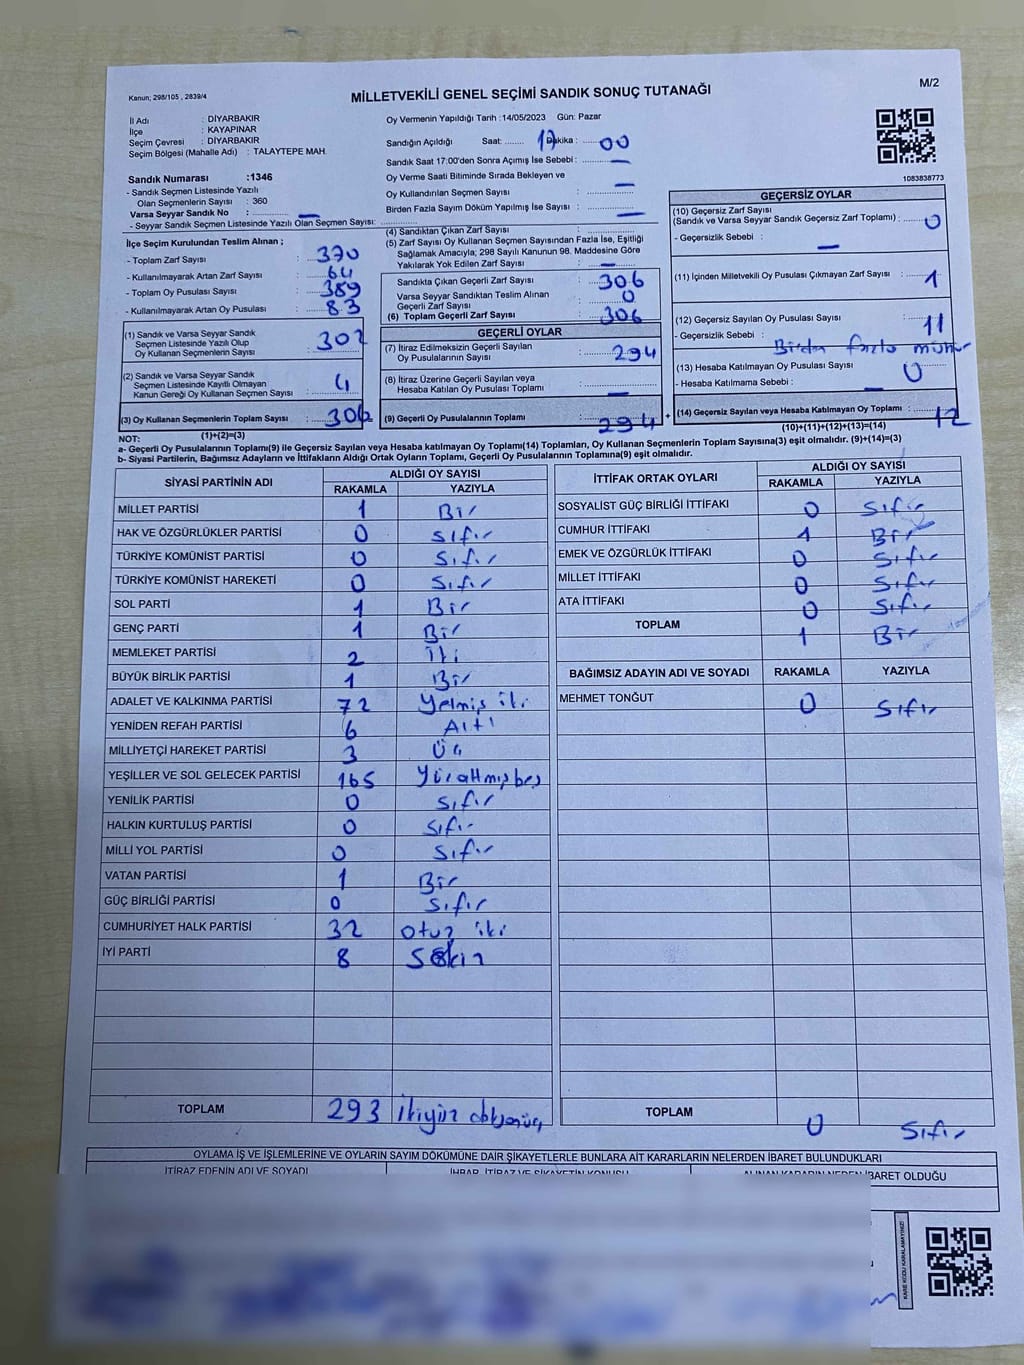 Kanun; 298/105 , 2839/4
MİLLETVEKİLİ GENEL SEÇİMİ SANDIK SONUÇ TUTANAĞI
M/2
İl Adı : DİYARBAKIR
İlçe : KAYAPINAR
Seçim Çevresi : DİYARBAKIR
Seçim Bölgesi (Mahalle Adı) : TALAYTEPE MAH.
Sandık Numarası :1346
- Sandık Seçmen Listesinde Yazılı
Olan Seçmenlerin Sayısı : 360
Varsa Seyyar Sandık No : —
- Seyyar Sandık Seçmen Listesinde Yazılı Olan Seçmen Sayısı:
Oy Vermenin Yapıldığı Tarih :14/05/2023 Gün: Pazar
Sandığın Açıldığı Saat: 17 Dakika : 00
Sandık Saat 17:00'den Sonra Açımış İse Sebebi : —
Oy Verme Saati Bitiminde Sırada Bekleyen ve
Oy Kullandırılan Seçmen Sayısı : —
Birden Fazla Sayım Döküm Yapılmış İse Sayısı : —
1083838773
İlçe Seçim Kurulundan Teslim Alınan ;
- Toplam Zarf Sayısı : 370
- Kullanılmayarak Artan Zarf Sayısı : 64
- Toplam Oy Pusulası Sayısı : 389
- Kullanılmayarak Artan Oy Pusulası : 83
(1) Sandık ve Varsa Seyyar Sandık
Seçmen Listesinde Yazılı Olup
Oy Kullanan Seçmenlerin Sayısı : 302
(2) Sandık ve Varsa Seyyar Sandık
Seçmen Listesinde Kayıtlı Olmayan
Kanun Gereği Oy Kullanan Seçmen Sayısı : 4
(3) Oy Kullanan Seçmenlerin Toplam Sayısı : 306
(1)+(2)=(3)
(4) Sandıktan Çıkan Zarf Sayısı :
(5) Zarf Sayısı Oy Kullanan Seçmen Sayısından Fazla İse, Eşitliği
Sağlamak Amacıyla; 298 Sayılı Kanunun 98. Maddesine Göre
Yakılarak Yok Edilen Zarf Sayısı : —
Sandıkta Çıkan Geçerli Zarf Sayısı : 306
Varsa Seyyar Sandıktan Teslim Alınan
Geçerli Zarf Sayısı : 0
(6) Toplam Geçerli Zarf Sayısı : 306
GEÇERLİ OYLAR
(7) İtiraz Edilmeksizin Geçerli Sayılan
Oy Pusulalarının Sayısı : 294
(8) İtiraz Üzerine Geçerli Sayılan veya
Hesaba Katılan Oy Pusulası Toplamı : —
(9) Geçerli Oy Pusulalarının Toplamı : 294 +
GEÇERSİZ OYLAR
(10) Geçersiz Zarf Sayısı
(Sandık ve Varsa Seyyar Sandık Geçersiz Zarf Toplamı) : 0
- Geçersizlik Sebebi : —
(11) İçinden Milletvekili Oy Pusulası Çıkmayan Zarf Sayısı : 1
(12) Geçersiz Sayılan Oy Pusulası Sayısı : 11
- Geçersizlik Sebebi : Birden fazla mühür
(13) Hesaba Katılmayan Oy Pusulası Sayısı : 0
- Hesaba Katılmama Sebebi : —
(14) Geçersiz Sayılan veya Hesaba Katılmayan Oy Toplamı : 12
(10)+(11)+(12)+(13)=(14)
NOT:
a- Geçerli Oy Pusulalarının Toplamı(9) ile Geçersiz Sayılan veya Hesaba katılmayan Oy Toplamı(14) Toplamları, Oy Kullanan Seçmenlerin Toplam Sayısına(3) eşit olmalıdır. (9)+(14)=(3)
b- Siyasi Partilerin, Bağımsız Adayların ve İttifakların Aldığı Ortak Oyların Toplamı, Geçerli Oy Pusulalarının Toplamına(9) eşit olmalıdır.
SİYASİ PARTİNİN ADI ALDIĞI OY SAYISI
RAKAMLA YAZIYLA
MİLLET PARTİSİ 1 Bir
HAK VE ÖZGÜRLÜKLER PARTİSİ 0 Sıfır
TÜRKİYE KOMÜNİST PARTİSİ 0 Sıfır
TÜRKİYE KOMÜNİST HAREKETİ 0 Sıfır
SOL PARTİ 1 Bir
GENÇ PARTİ 1 Bir
MEMLEKET PARTİSİ 2 İki
BÜYÜK BİRLİK PARTİSİ 1 Bir
ADALET VE KALKINMA PARTİSİ 72 Yetmiş iki
YENİDEN REFAH PARTİSİ 6 Altı
MİLLİYETÇİ HAREKET PARTİSİ 3 Üç
YEŞİLLER VE SOL GELECEK PARTİSİ 165 Yüzaltmışbeş
YENİLİK PARTİSİ 0 Sıfır
HALKIN KURTULUŞ PARTİSİ 0 Sıfır
MİLLİ YOL PARTİSİ 0 Sıfır
VATAN PARTİSİ 1 Bir
GÜÇ BİRLİĞİ PARTİSİ 0 Sıfır
CUMHURİYET HALK PARTİSİ 32 otuz iki
İYİ PARTİ 8 Sekiz
TOPLAM 293 ikiyüz doksanüç
İTTİFAK ORTAK OYLARI ALDIĞI OY SAYISI
RAKAMLA YAZIYLA
SOSYALİST GÜÇ BİRLİĞİ İTTİFAKI 0 Sıfır
CUMHUR İTTİFAKI 1 Bir
EMEK VE ÖZGÜRLÜK İTTİFAKI 0 Sıfır
MİLLET İTTİFAKI 0 Sıfır
ATA İTTİFAKI 0 Sıfır
TOPLAM 1 Bir
BAĞIMSIZ ADAYIN ADI VE SOYADI RAKAMLA YAZIYLA
MEHMET TONĞUT 0 Sıfır
TOPLAM 0 Sıfır
OYLAMA İŞ VE İŞLEMLERİNE VE OYLARIN SAYIM DÖKÜMÜNE DAİR ŞİKAYETLERLE BUNLARA AİT KARARLARIN NELERDEN İBARET BULUNDUKLARI
İTİRAZ EDENİN ADI VE SOYADI İHBAR, İTİRAZ VE ŞİKAYETİN KONUSU ALINAN KARARIN NEDEN İBARET OLDUĞU
KARE KODU KARALAMAYINIZ!